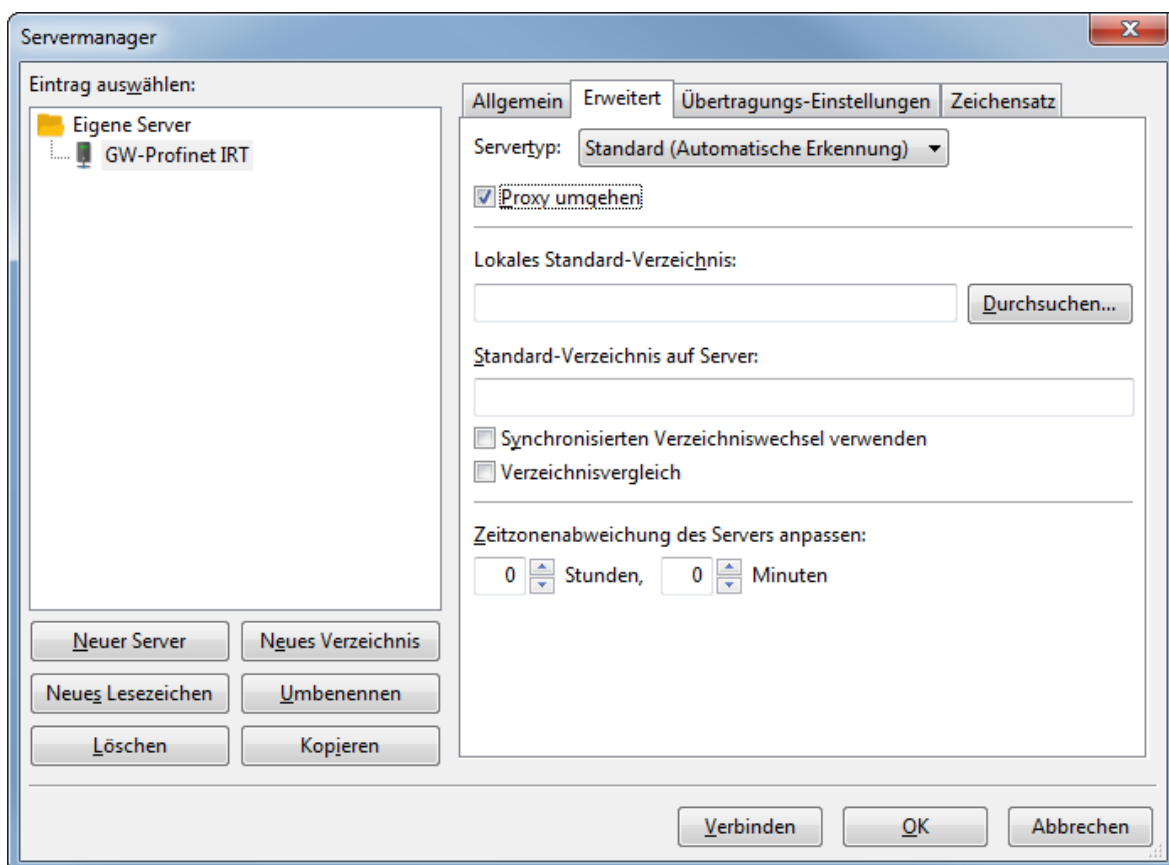 Servermanager
Eintrag auswählen:
Eigene Server
GW-Profinet IRT
Neuer Server
Neues Verzeichnis
Neues Lesezeichen
Umbenennen
Löschen
Kopieren
Allgemein
Erweitert
Übertragungs-Einstellungen
Zeichensatz
Servertyp:
Standard (Automatische Erkennung)
Proxy umgehen
Lokales Standard-Verzeichnis:
Durchsuchen...
Standard-Verzeichnis auf Server:
Synchronisierten Verzeichniswechsel verwenden
Verzeichnisvergleich
Zeitzonenabweichung des Servers anpassen:
0 Stunden, 0 Minuten
Verbinden
OK
Abbrechen